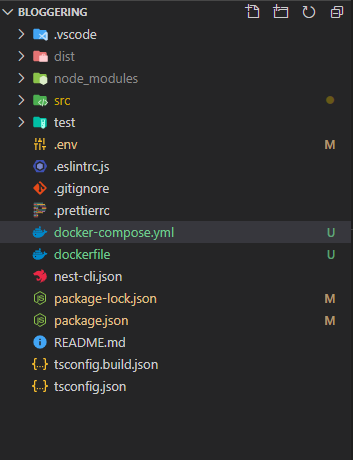 BLOGGERING
.vscode
dist
node_modules
src
test
.env M
.eslintrc.js
.gitignore
.prettierrc
docker-compose.yml U
dockerfile U
nest-cli.json
package-lock.json M
package.json M
README.md
tsconfig.build.json
tsconfig.json